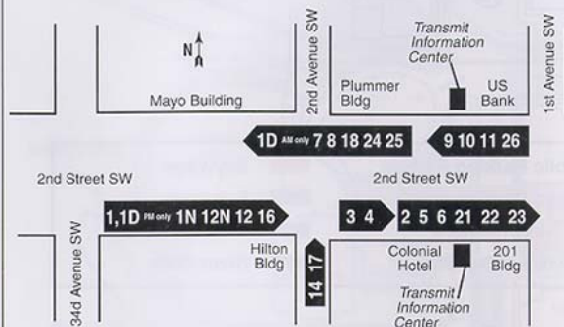 Transmit
Information
Center
N
2nd Avenue SW
1st Avenue SW
Mayo Building
Plummer
Bldg
US
Bank
1D AM only 7 8 18 24 25
9 10 11 26
2nd Street SW
2nd Street SW
1,1D PM only 1N 12N 12 16
3 4
2 5 6 21 22 23
34d Avenue SW
Hilton
Bldg
14 17
Colonial
Hotel
201
Bldg
Transmit
Information
Center